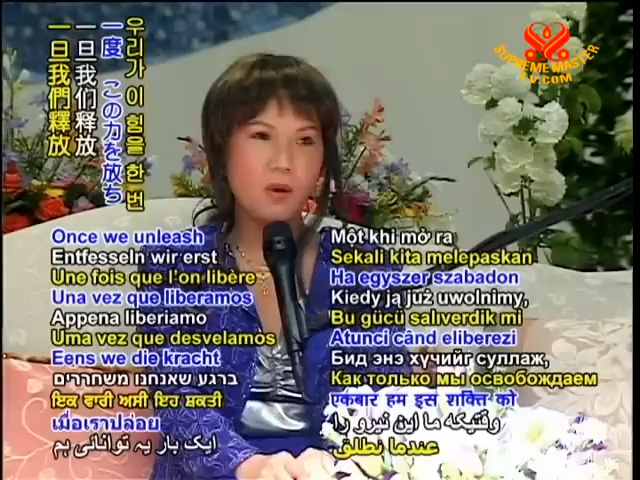 우리가 이 힘을 한 번
一度 この力を放ち
一旦我们释放
一旦我們釋放
SUPREME MASTER
TV.COM
Once we unleash
Entfesseln wir erst
Une fois que l'on libère
Una vez que liberamos
Appena liberiamo
Uma vez que desvelamos
Eens we die kracht
ברגע שאנחנו משחררים
ਇਕ ਵਾਰੀ ਅਸੀ ਇਹ ਸ਼ਕਤੀ
เมื่อเราปล่อย
ایک بار یہ توانائی ہم
Một khi mở ra
Sekali kita melepaskan
Ha egyszer szabadon
Kiedy ją już uwolnimy,
Bu gücü salıverdik mi
Atunci când eliberezi
Бид энэ хүчийг суллаж,
Как только мы освобождаем
एकबार हम इस शक्ति को
وقتیکه ما این نیرو را
عندما نطلق